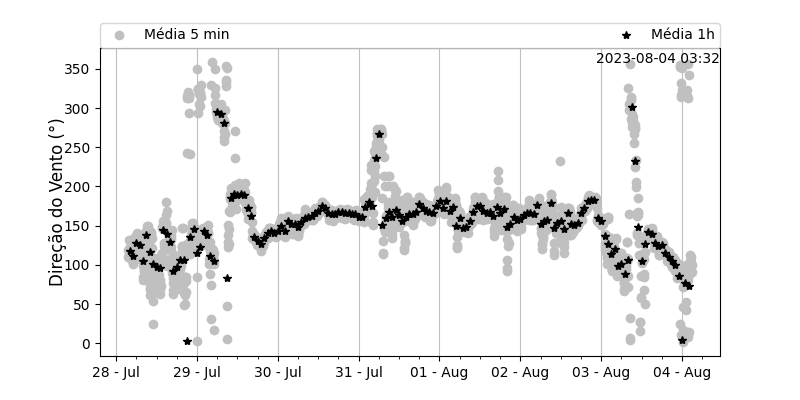 Média 5 min
Média 1h
2023-08-04 03:32
Direção do Vento (°)
350
300
250
200
150
100
50
0
28 - Jul
29 - Jul
30 - Jul
31 - Jul
01 - Aug
02 - Aug
03 - Aug
04 - Aug